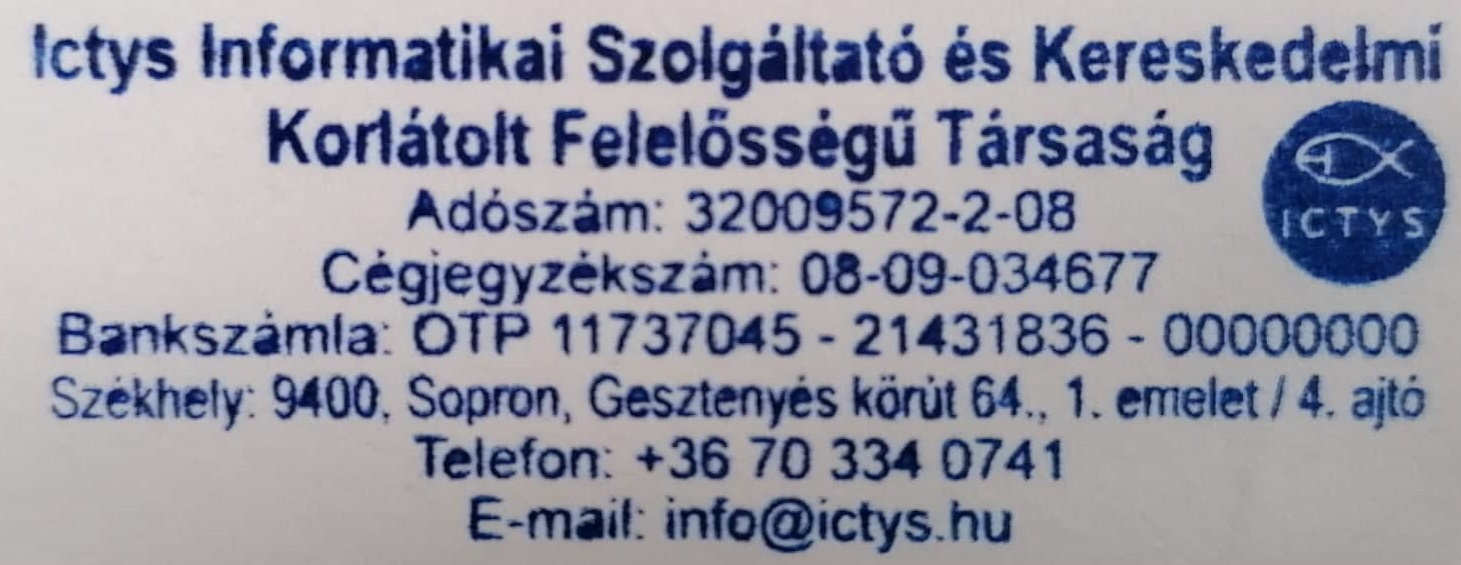 Ictys Informatikai Szolgáltató és Kereskedelmi
Korlátolt Felelősségű Társaság
ICTYS
Adószám: 32009572-2-08
Cégjegyzékszám: 08-09-034677
Bankszámla: OTP 11737045 - 21431836 - 00000000
Székhely: 9400, Sopron, Gesztenyés körút 64., 1. emelet / 4. ajtó
Telefon: +36 70 334 0741
E-mail: info@ictys.hu